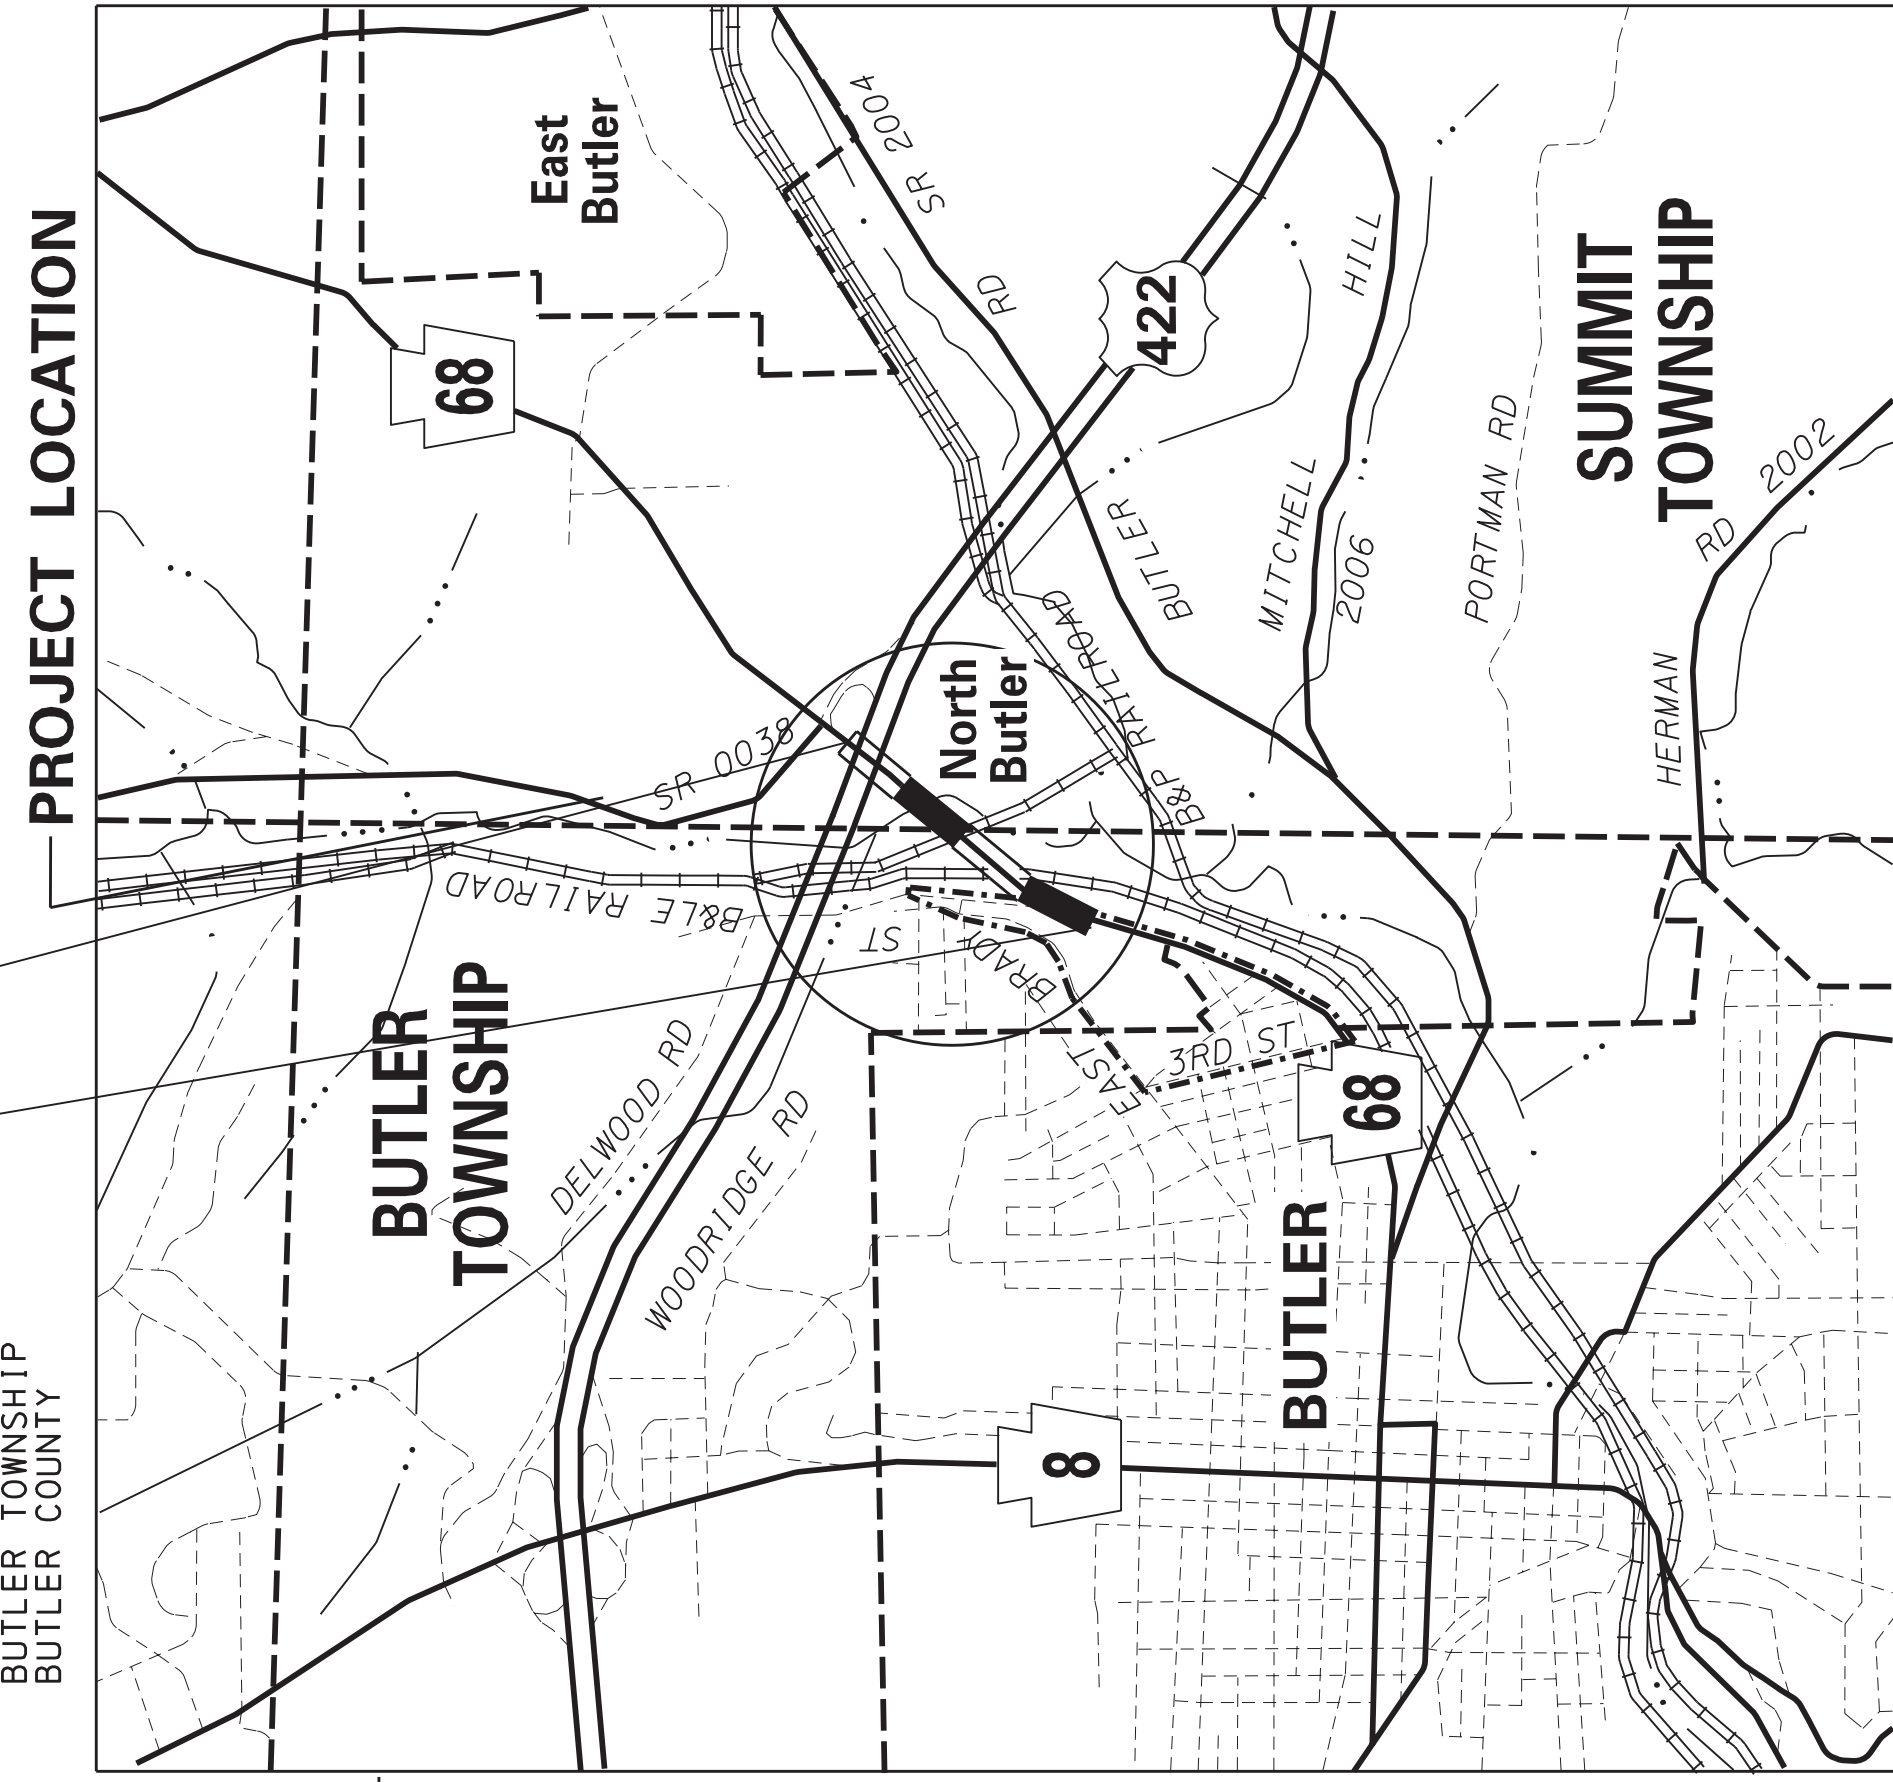 BUTLER TOWNSHIP
BUTLER COUNTY
PROJECT LOCATION
East
Butler
68
SR 2004
RD
422
HILL
SUMMIT
TOWNSHIP
PORTMAN RD
2002
RD
HERMAN
MITCHELL
2006
BUTLER
RAILROAD
B&P
North
Butler
SR 0038
B&LE RAILROAD
BUTLER
TOWNSHIP
DELWOOD RD
WOODRIDGE RD
BRADY
ST
EAST
3RD ST
68
BUTLER
8